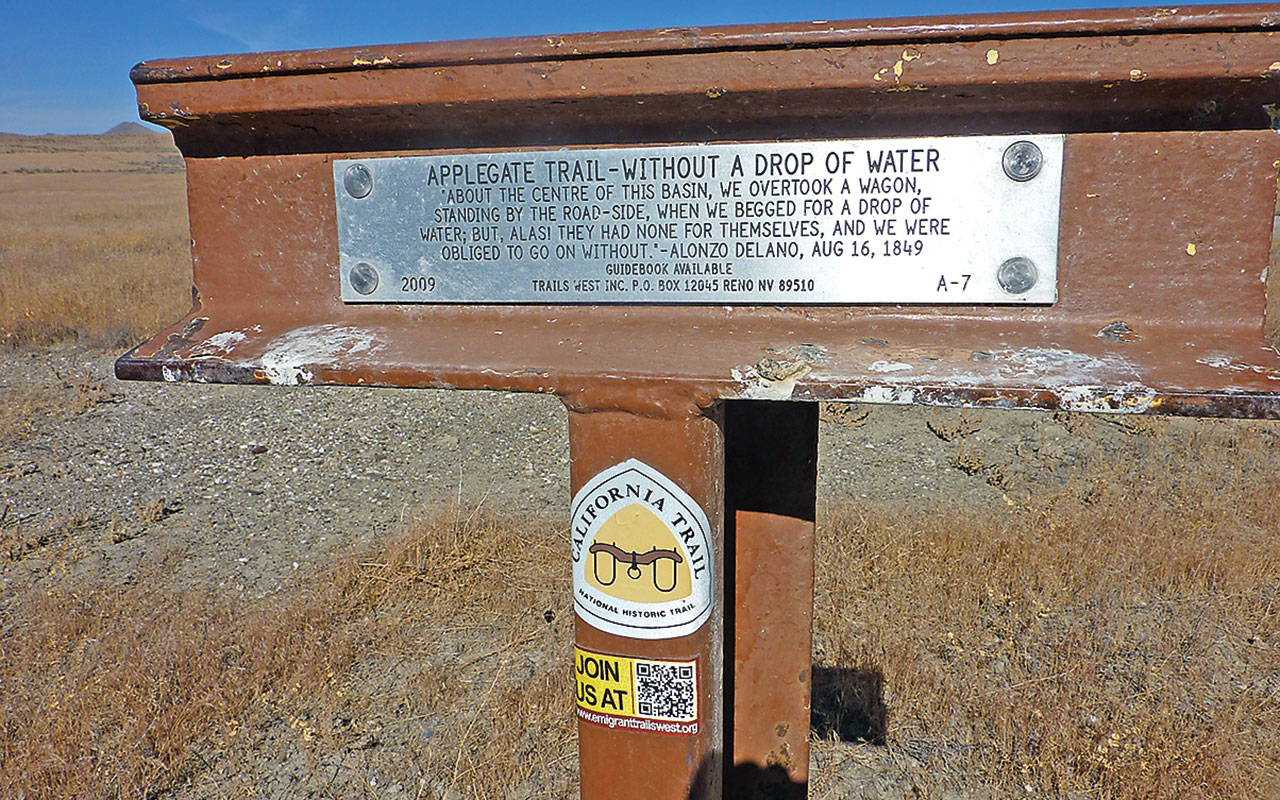 APPLEGATE TRAIL-WITHOUT A DROP OF WATER
"ABOUT THE CENTRE OF THIS BASIN, WE OVERTOOK A WAGON,
STANDING BY THE ROAD-SIDE, WHEN WE BEGGED FOR A DROP OF
WATER; BUT, ALAS! THEY HAD NONE FOR THEMSELVES, AND WE WERE
OBLIGED TO GO ON WITHOUT."-ALONZO DELANO, AUG 16, 1849
GUIDEBOOK AVAILABLE
2009 TRAILS WEST INC. P.O. BOX 12045 RENO NV 89510 A-7
CALIFORNIA TRAIL
NATIONAL HISTORIC TRAIL
JOIN
US AT
www.emigranttrailswest.org